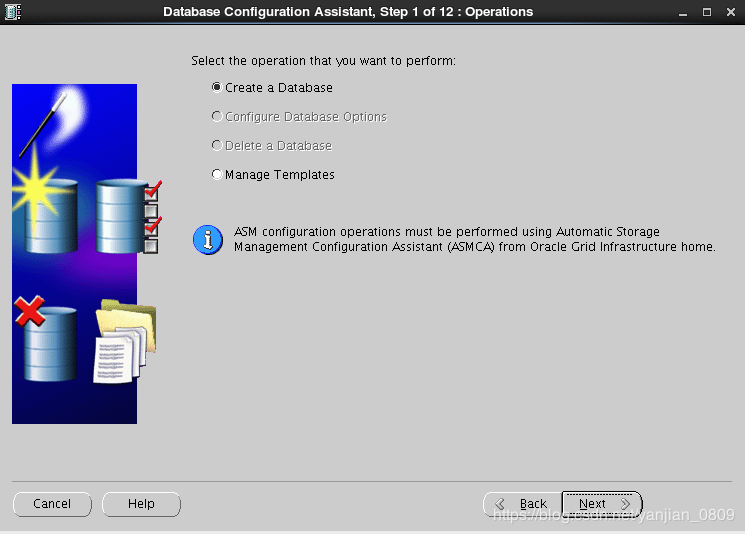 Database Configuration Assistant, Step 1 of 12 : Operations
Select the operation that you want to perform:
Create a Database
Configure Database Options
Delete a Database
Manage Templates
ASM configuration operations must be performed using Automatic Storage
Management Configuration Assistant (ASMCA) from Oracle Grid Infrastructure home.
Cancel Help Back Next
https://blog.csdn.net/yanjian_0809